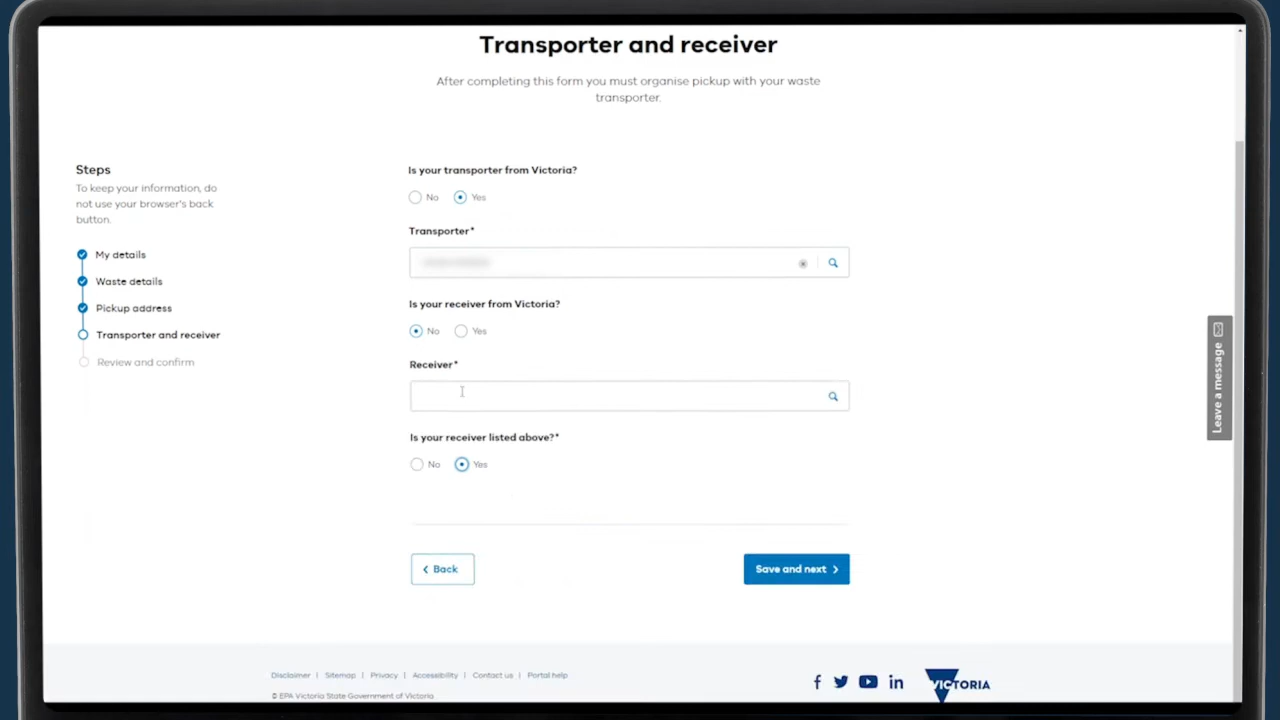 Transporter and receiver
After completing this form you must organise pickup with your waste
transporter.
Steps
To keep your information, do
not use your browser's back
button.
My details
Waste details
Pickup address
Transporter and receiver
Review and confirm
Is your transporter from Victoria?
No Yes
Transporter*
Is your receiver from Victoria?
No Yes
Receiver*
Is your receiver listed above?*
No Yes
Back
Save and next
Leave a message
Disclaimer | Sitemap | Privacy | Accessibility | Contact us | Portal help
© EPA Victoria State Government of Victoria.
VICTORIA